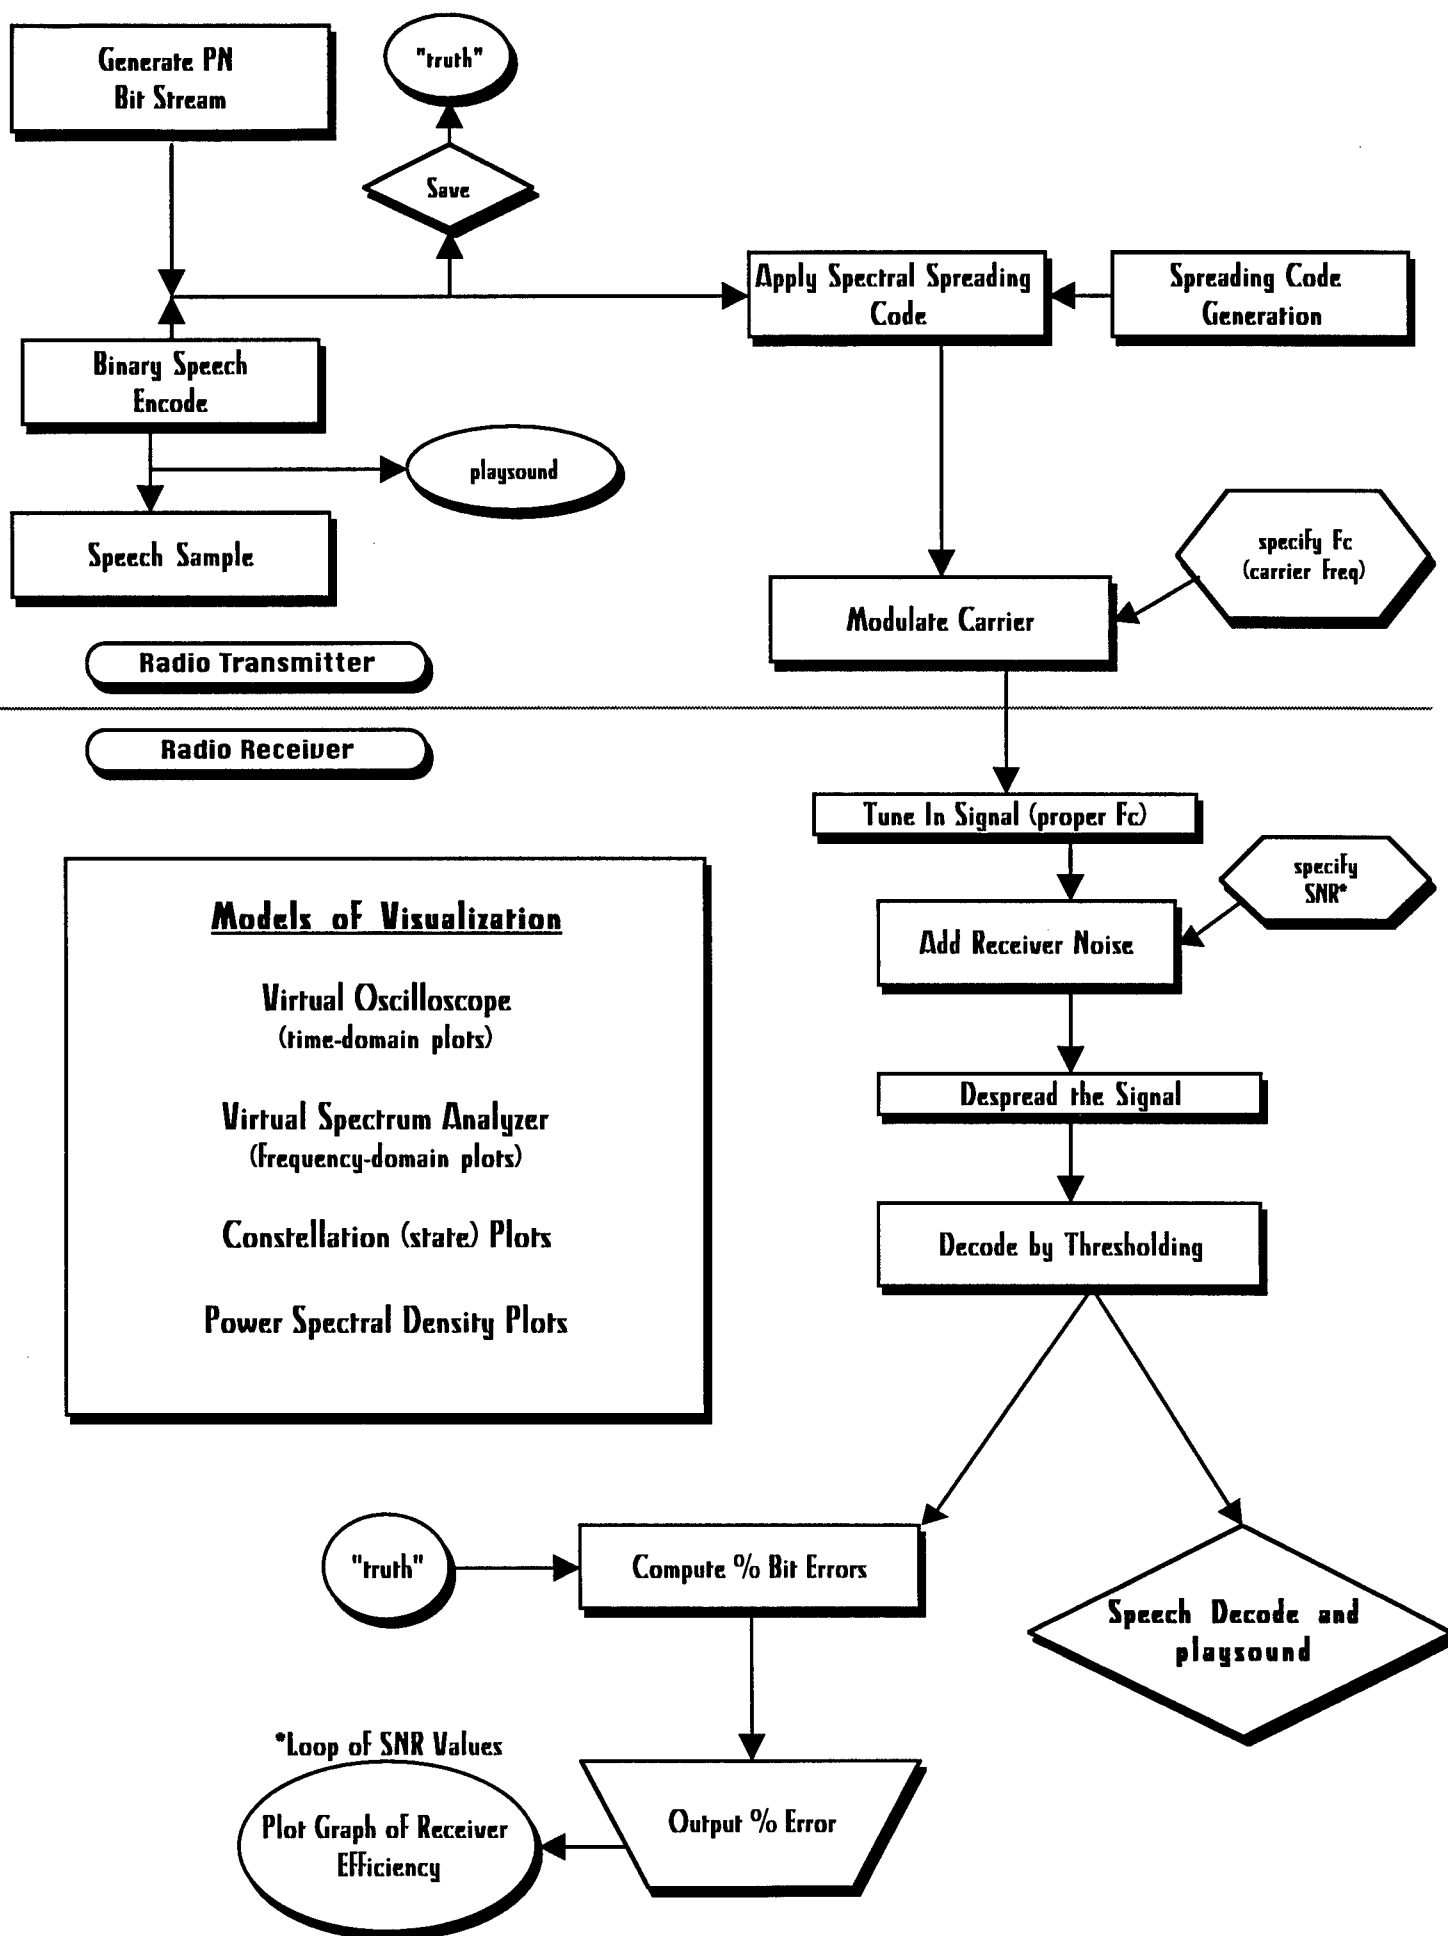 Generate PN
Bit Stream
"truth"
Save
Apply Spectral Spreading
Code
Spreading Code
Generation
Binary Speech
Encode
playsound
Speech Sample
specify Fc
(carrier freq)
Modulate Carrier
Radio Transmitter
Radio Receiver
Tune In Signal (proper Fc)
specify
SNR*
Add Receiver Noise
Models of Visualization
Virtual Oscilloscope
(time-domain plots)
Virtual Spectrum Analyzer
(frequency-domain plots)
Constellation (state) Plots
Power Spectral Density Plots
Despread the Signal
Decode by Thresholding
"truth"
Compute % Bit Errors
Speech Decode and
playsound
*Loop of SNR Values
Plot Graph of Receiver
Efficiency
Output % Error